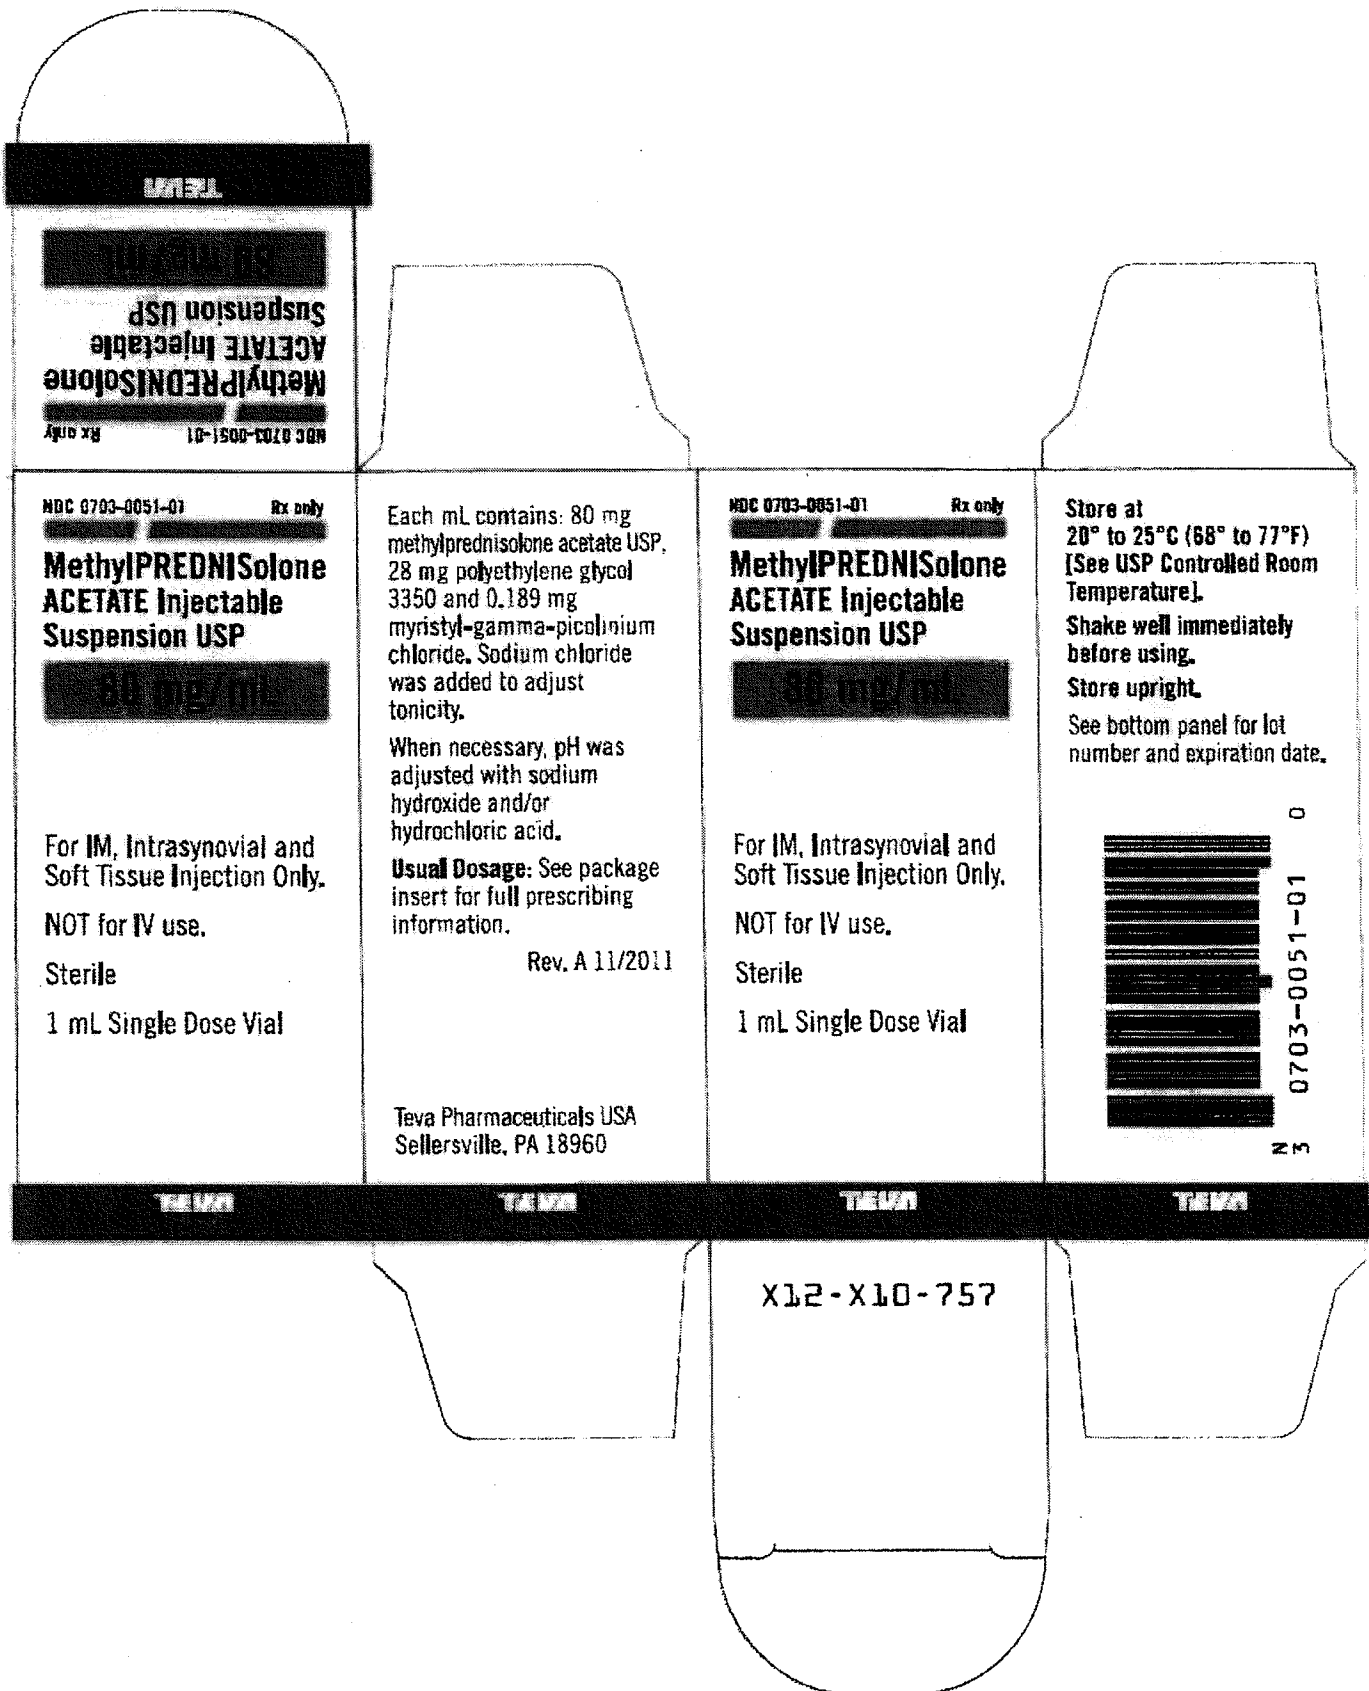 TEVA
80 mg/mL
Suspension USP
ACETATE Injectable
MethylPREDNISolone
NDC 0703-0051-01 Rx only
NDC 0703-0051-01 Rx only
MethylPREDNISolone
ACETATE Injectable
Suspension USP
80 mg/mL
For IM, Intrasynovial and
Soft Tissue Injection Only.
NOT for IV use.
Sterile
1 mL Single Dose Vial
TEVA
Each mL contains: 80 mg
methylprednisolone acetate USP,
28 mg polyethylene glycol
3350 and 0.189 mg
myristyl-gamma-picolinium
chloride. Sodium chloride
was added to adjust
tonicity.
When necessary, pH was
adjusted with sodium
hydroxide and/or
hydrochloric acid.
Usual Dosage: See package
insert for full prescribing
information.
Rev. A 11/2011
Teva Pharmaceuticals USA
Sellersville, PA 18960
TEVA
NDC 0703-0051-01 Rx only
MethylPREDNISolone
ACETATE Injectable
Suspension USP
80 mg/mL
For IM, Intrasynovial and
Soft Tissue Injection Only.
NOT for IV use.
Sterile
1 mL Single Dose Vial
TEVA
X12-X10-757
Store at
20° to 25°C (68° to 77°F)
[See USP Controlled Room
Temperature].
Shake well immediately
before using.
Store upright.
See bottom panel for lot
number and expiration date.
N
3 0703-0051-01 0
TEVA